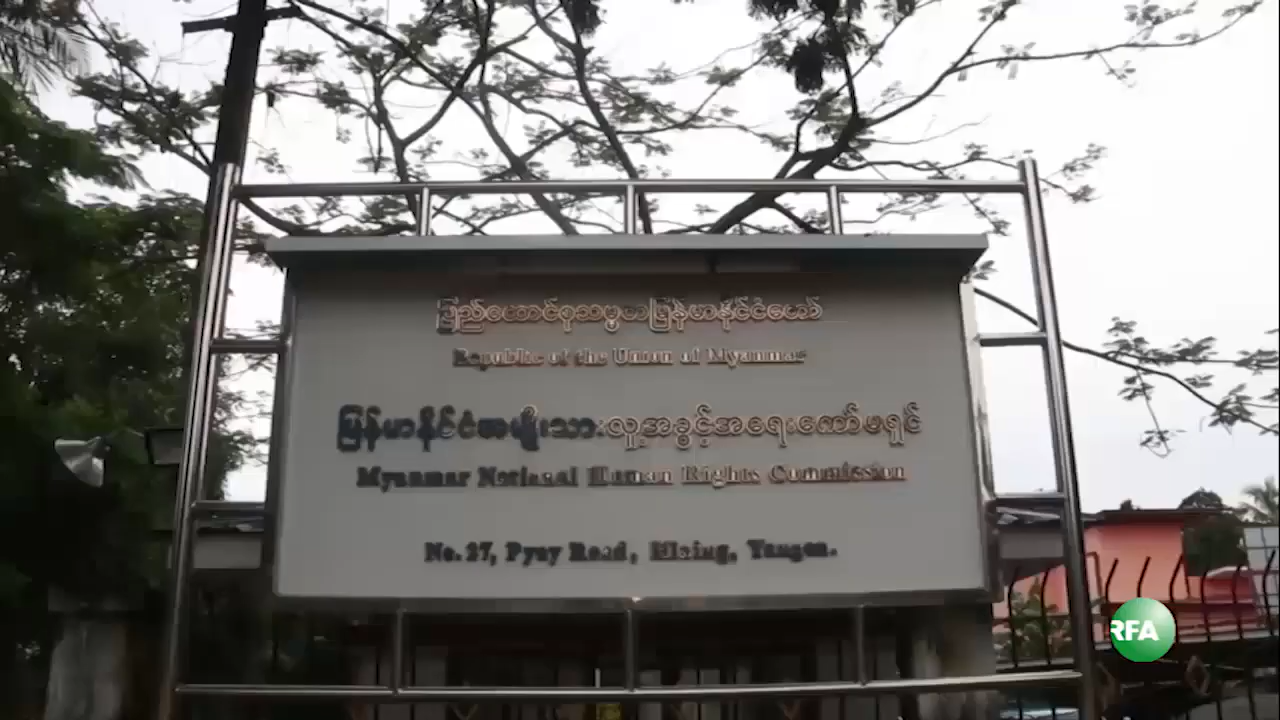 ပြည်ထောင်စုသမ္မတမြန်မာနိုင်ငံတော်
Republic of the Union of Myanmar
မြန်မာနိုင်ငံအမျိုးသားလူ့အခွင့်အရေးကော်မရှင်
Myanmar National Human Rights Commission
No. 27, Pyay Road, Hlaing, Yangon.
RFA